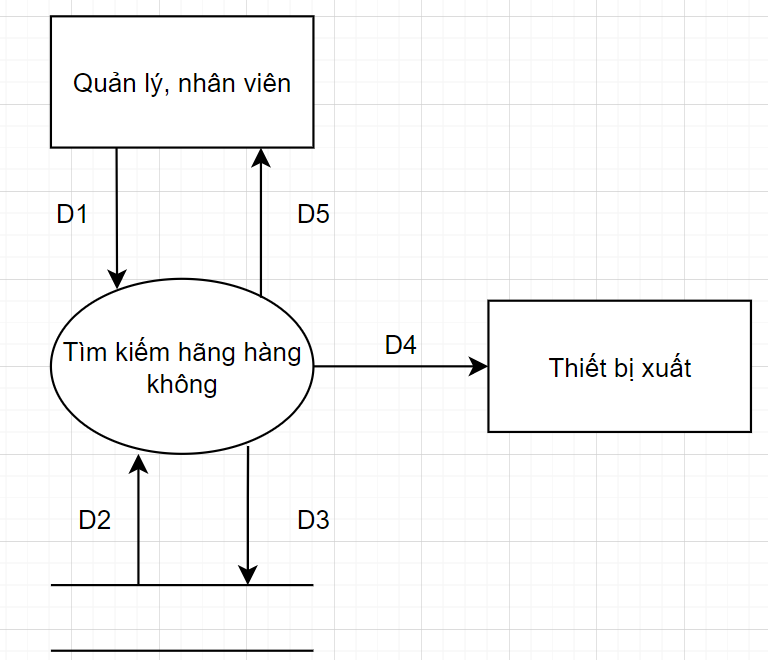 Quản lý, nhân viên
D1
D5
Tìm kiếm hãng hàng
không
D4
Thiết bị xuất
D2
D3